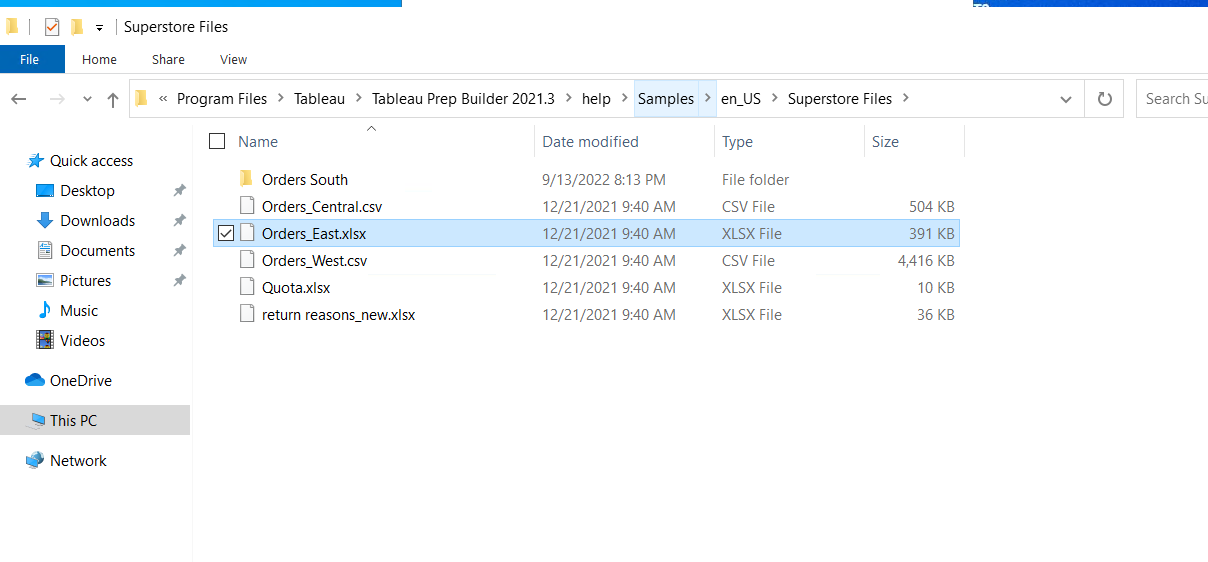 Superstore Files
File Home Share View
« Program Files > Tableau > Tableau Prep Builder 2021.3 > help > Samples > en_US > Superstore Files >
Search Su
Name Date modified Type Size
Quick access
Desktop
Downloads
Documents
Pictures
Music
Videos
OneDrive
This PC
Network
Orders South 9/13/2022 8:13 PM File folder
Orders_Central.csv 12/21/2021 9:40 AM CSV File 504 KB
Orders_East.xlsx 12/21/2021 9:40 AM XLSX File 391 KB
Orders_West.csv 12/21/2021 9:40 AM CSV File 4,416 KB
Quota.xlsx 12/21/2021 9:40 AM XLSX File 10 KB
return reasons_new.xlsx 12/21/2021 9:40 AM XLSX File 36 KB